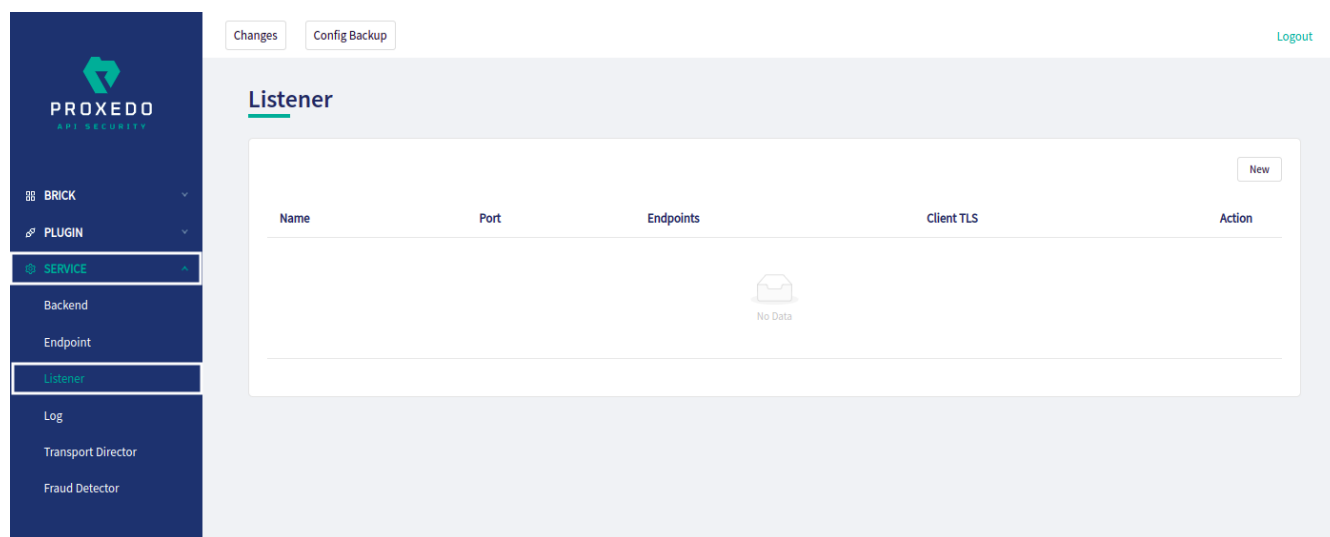 Changes Config Backup Logout
PROXEDO
API SECURITY
Listener
New
BRICK
PLUGIN
SERVICE
Backend
Endpoint
Listener
Log
Transport Director
Fraud Detector
Name Port Endpoints Client TLS Action
No Data